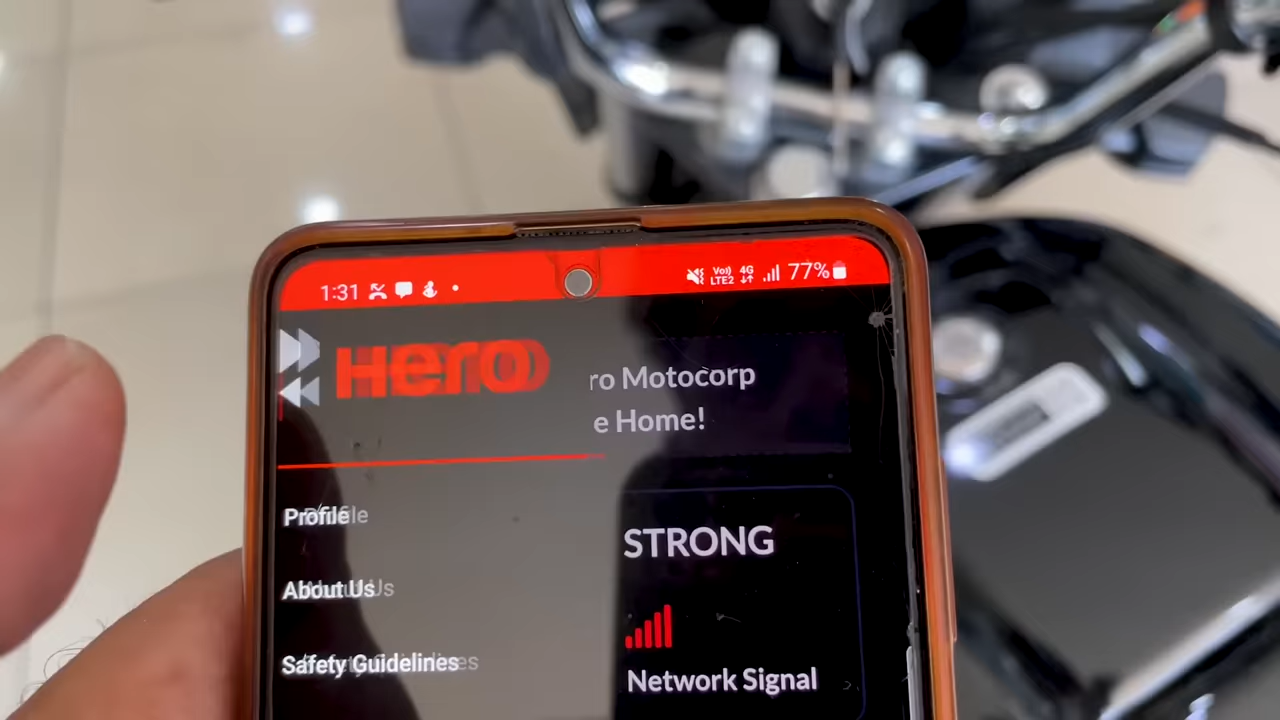 1:31
Vo))
LTE2
4G
77%
Hero
ro Motocorp
e Home!
Profile
About Us
Safety Guidelines
STRONG
Network Signal